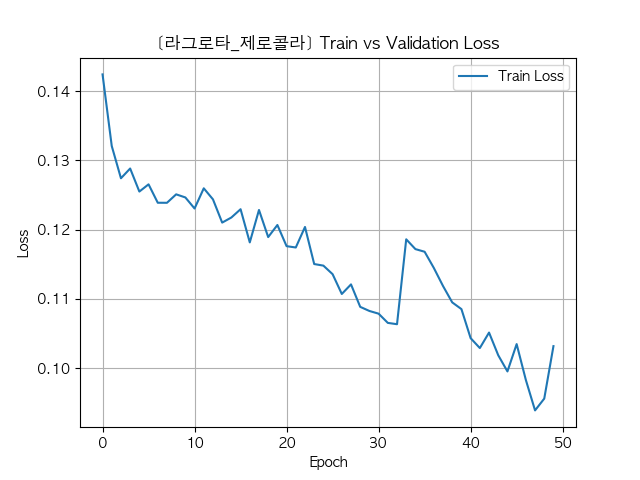 [라그로타_제로콜라] Train vs Validation Loss
Train Loss
Loss
0.14
0.13
0.12
0.11
0.10
0 10 20 30 40 50
Epoch